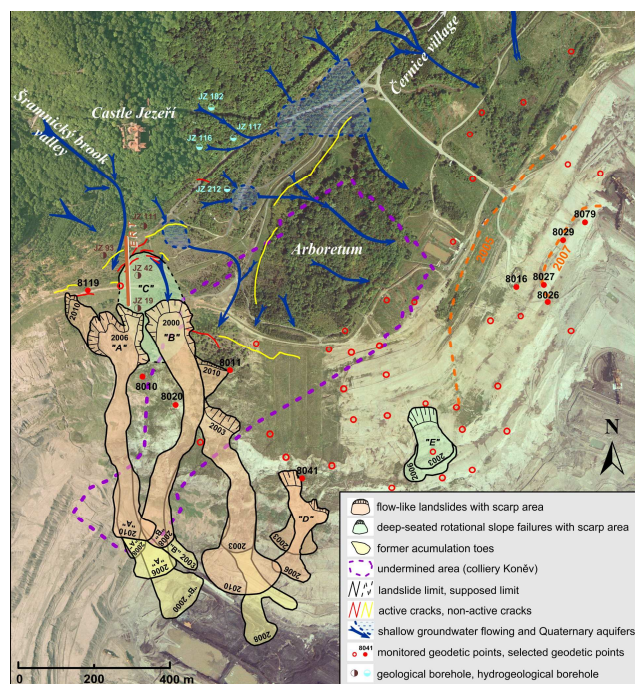 Černice village
JZ 182
Castle Jezeří
Šramnický brook
valley
JZ 117
JZ 116
JZ 212
JZ 111
JZ 93
Arboretum
8079
8029
2007
8016
8027
8026
8119
JZ 42
"C"
JZ 19
2010
2006
"A"
2000
"B"
8011
2010
8010
8020
2003
"E"
2003
2006
8041
"D"
2003
2010
"A"
2003
2006
2010
"B" 2003
2006
"A"
"B" 2000
2008
N
flow-like landslides with scarp area
deep-seated rotational slope failures with scarp area
former acumulation toes
undermined area (colliery Koněv)
landslide limit, supposed limit
active cracks, non-active cracks
shallow groundwater flowing and Quaternary aquifers
8041
monitored geodetic points, selected geodetic points
geological borehole, hydrogeological borehole
0 200 400 m